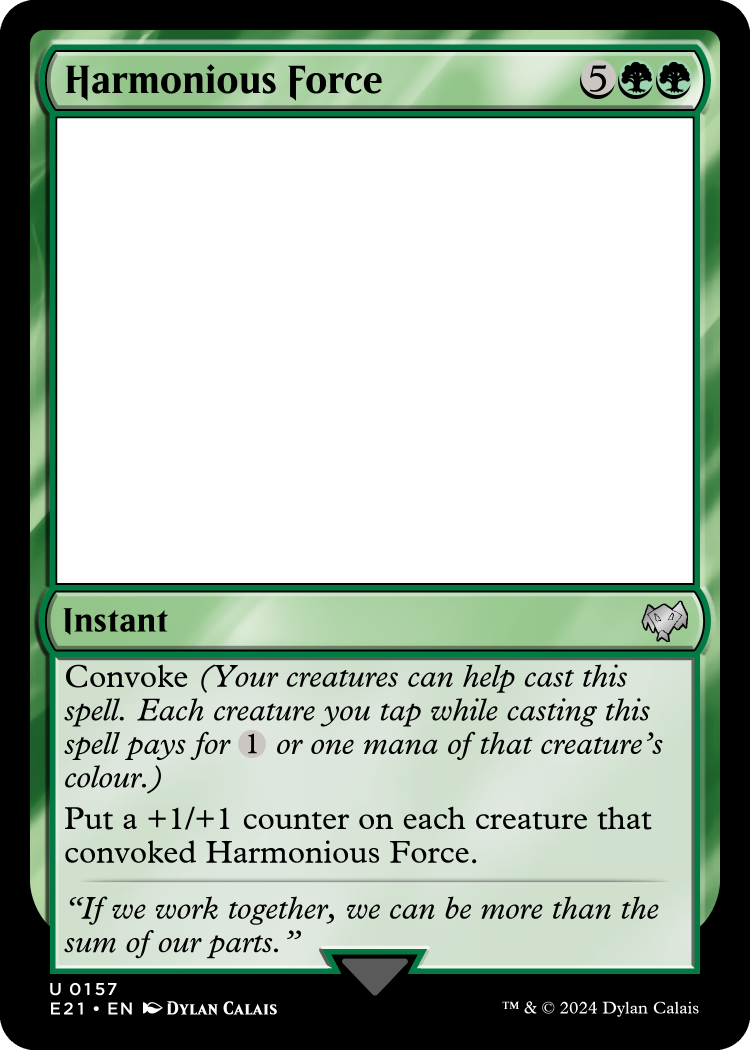 Harmonious Force 5
Instant
Convoke (Your creatures can help cast this
spell. Each creature you tap while casting this
spell pays for 1 or one mana of that creature’s
colour.)
Put a +1/+1 counter on each creature that
convoked Harmonious Force.
“If we work together, we can be more than the
sum of our parts.”
U 0157
E21 • EN Dylan Calais
™ & © 2024 Dylan Calais